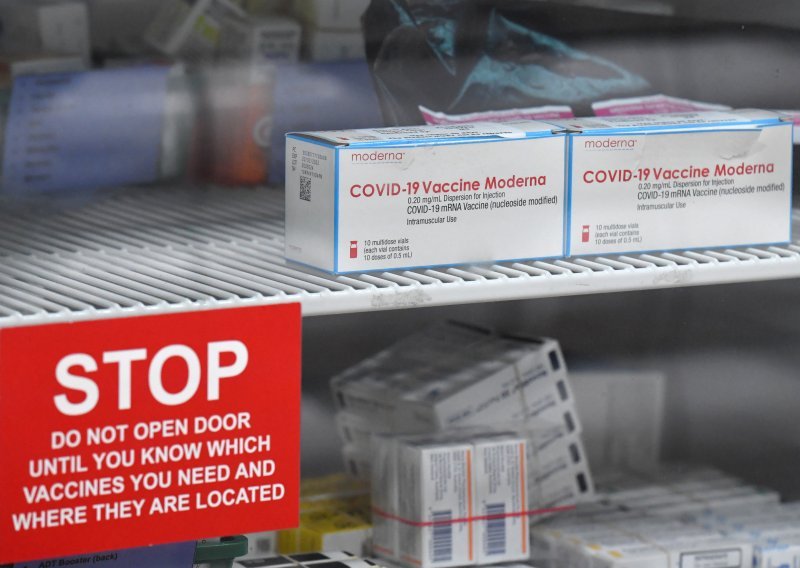 moderna
COVID-19 Vaccine Moderna
0.20 mg/mL Dispersion for Injection
COVID-19 mRNA Vaccine (nucleoside modified)
Intramuscular Use
10 multidose vials
(each vial contains
10 doses of 0.5 mL)
moderna
COVID-19 Vaccine Moderna
0.20 mg/mL Dispersion for Injection
COVID-19 mRNA Vaccine (nucleoside modified)
Intramuscular Use
10 multidose vials
(each vial contains
10 doses of 0.5 mL)
STOP
DO NOT OPEN DOOR
UNTIL YOU KNOW WHICH
VACCINES YOU NEED AND
WHERE THEY ARE LOCATED
ADT Booster (back)